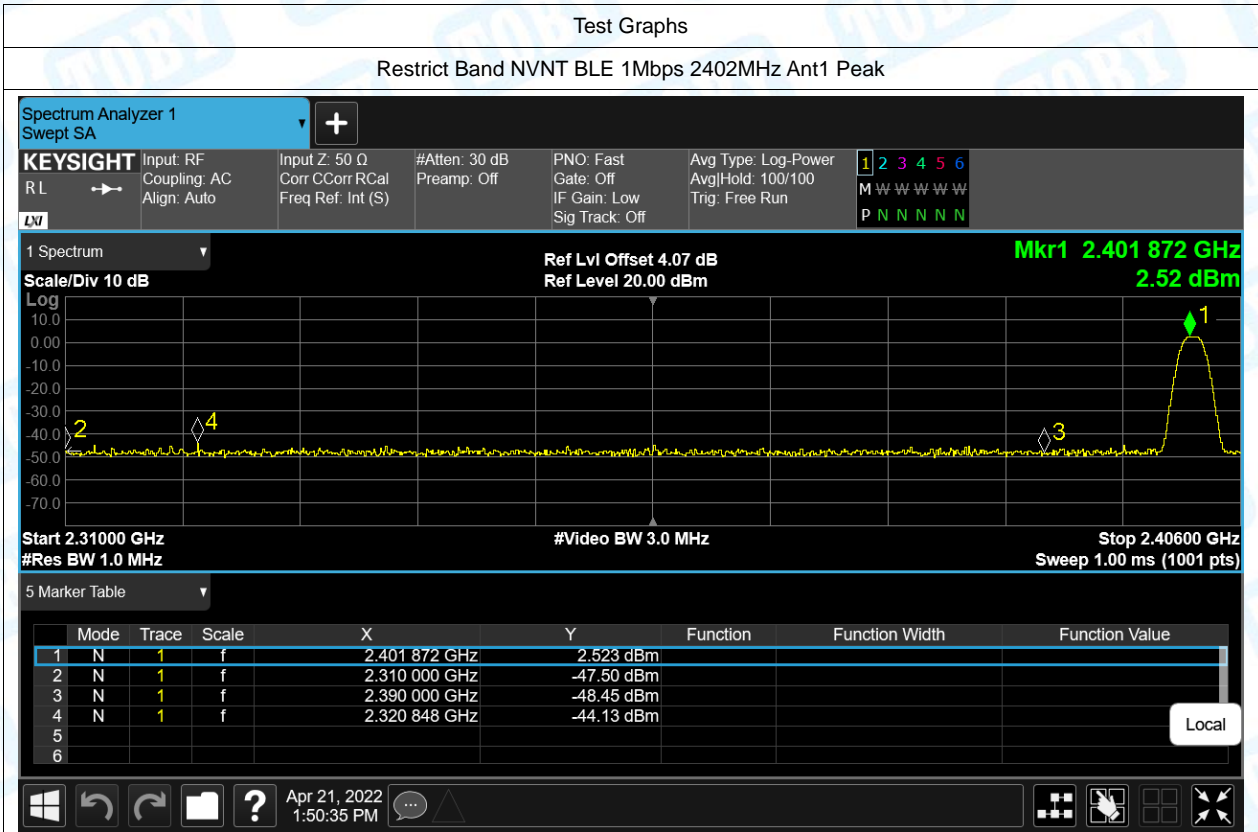 Test Graphs
Restrict Band NVNT BLE 1Mbps 2402MHz Ant1 Peak
Spectrum Analyzer 1
Swept SA
KEYSIGHT
R L
LXI
Input: RF
Coupling: AC
Align: Auto
Input Z: 50 Ω
Corr CCorr RCal
Freq Ref: Int (S)
#Atten: 30 dB
Preamp: Off
PNO: Fast
Gate: Off
IF Gain: Low
Sig Track: Off
Avg Type: Log-Power
Avg|Hold: 100/100
Trig: Free Run
1 2 3 4 5 6
M W W W W W
P N N N N N
1 Spectrum
Scale/Div 10 dB
Ref Lvl Offset 4.07 dB
Ref Level 20.00 dBm
Mkr1 2.401 872 GHz
2.52 dBm
Log
10.0
0.00
-10.0
-20.0
-30.0
-40.0
-50.0
-60.0
-70.0
1
2
4
3
Start 2.31000 GHz
#Res BW 1.0 MHz
#Video BW 3.0 MHz
Stop 2.40600 GHz
Sweep 1.00 ms (1001 pts)
5 Marker Table
Mode Trace Scale X Y Function Function Width Function Value
1 N 1 f 2.401 872 GHz 2.523 dBm
2 N 1 f 2.310 000 GHz -47.50 dBm
3 N 1 f 2.390 000 GHz -48.45 dBm
4 N 1 f 2.320 848 GHz -44.13 dBm
5
6
Local
?
Apr 21, 2022
1:50:35 PM
TOBY